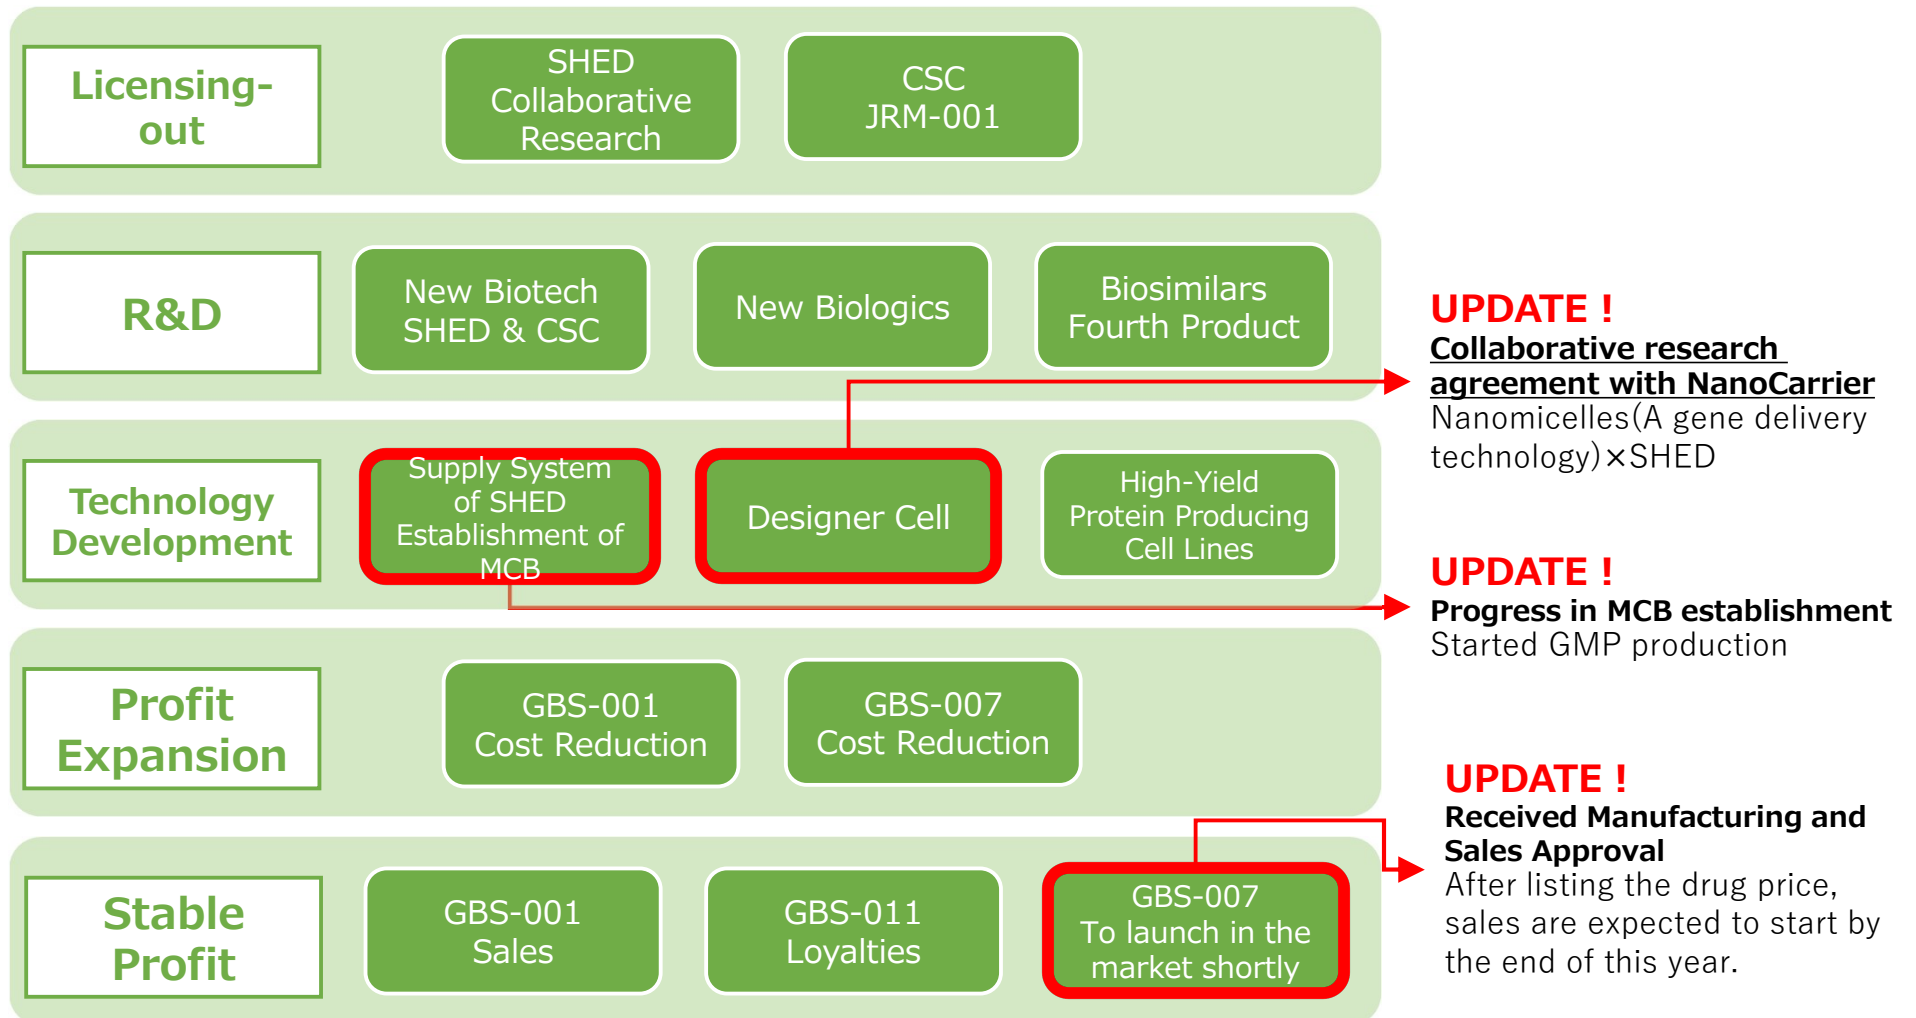 Licensing-
out
SHED
Collaborative
Research
CSC
JRM-001
R&D
New Biotech
SHED & CSC
New Biologics
Biosimilars
Fourth Product
UPDATE !
Collaborative research
agreement with NanoCarrier
Nanomicelles(A gene delivery
technology)×SHED
Technology
Development
Supply System
of SHED
Establishment of
MCB
Designer Cell
High-Yield
Protein Producing
Cell Lines
UPDATE !
Progress in MCB establishment
Started GMP production
Profit
Expansion
GBS-001
Cost Reduction
GBS-007
Cost Reduction
UPDATE !
Received Manufacturing and
Sales Approval
After listing the drug price,
sales are expected to start by
the end of this year.
Stable
Profit
GBS-001
Sales
GBS-011
Loyalties
GBS-007
To launch in the
market shortly